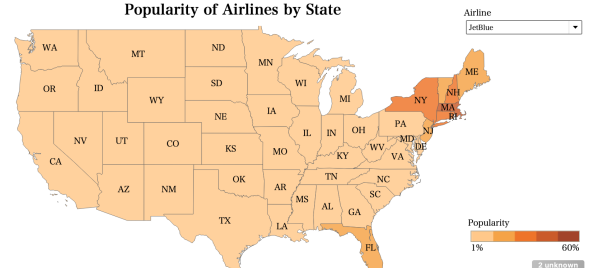 Popularity of Airlines by State
Airline
JetBlue
WA
MT
ND
MN
ME
OR
ID
SD
WI
MI
NY
NH
MA
RI
WY
NE
IA
PA
NJ
NV
UT
CO
KS
MO
IL
IN
OH
MD
DE
WV
VA
KY
CA
AZ
NM
OK
AR
TN
NC
SC
TX
LA
MS
AL
GA
FL
Popularity
1%
60%
2 unknown